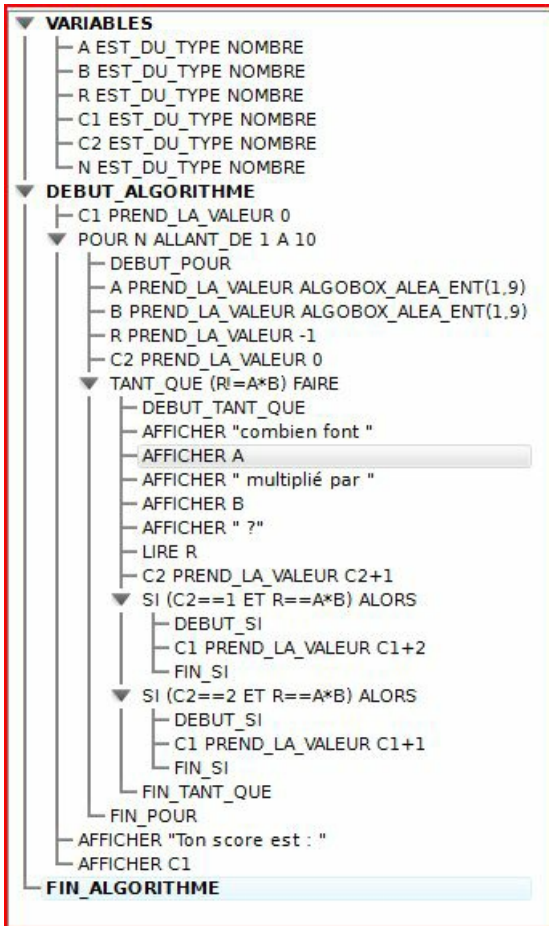 VARIABLES
A EST_DU_TYPE NOMBRE
B EST_DU_TYPE NOMBRE
R EST_DU_TYPE NOMBRE
C1 EST_DU_TYPE NOMBRE
C2 EST_DU_TYPE NOMBRE
N EST_DU_TYPE NOMBRE
DEBUT_ALGORITHME
C1 PREND_LA_VALEUR 0
POUR N ALLANT_DE 1 A 10
DEBUT_POUR
A PREND_LA_VALEUR ALGOBOX_ALEA_ENT(1,9)
B PREND_LA_VALEUR ALGOBOX_ALEA_ENT(1,9)
R PREND_LA_VALEUR -1
C2 PREND_LA_VALEUR 0
TANT_QUE (R!=A*B) FAIRE
DEBUT_TANT_QUE
AFFICHER "combien font "
AFFICHER A
AFFICHER " multiplié par "
AFFICHER B
AFFICHER " ?"
LIRE R
C2 PREND_LA_VALEUR C2+1
SI (C2==1 ET R==A*B) ALORS
DEBUT_SI
C1 PREND_LA_VALEUR C1+2
FIN_SI
SI (C2==2 ET R==A*B) ALORS
DEBUT_SI
C1 PREND_LA_VALEUR C1+1
FIN_SI
FIN_TANT_QUE
FIN_POUR
AFFICHER "Ton score est : "
AFFICHER C1
FIN_ALGORITHME